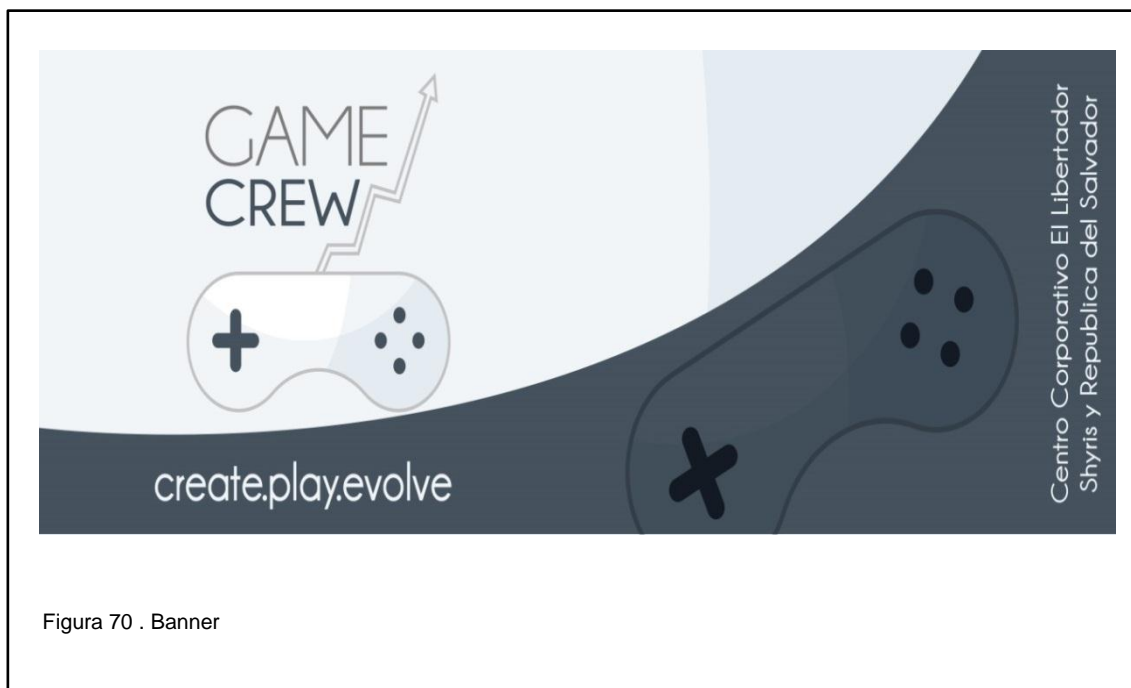 GAME
CREW
create.play.evolve
Centro Corporativo El Libertador
Shyris y Republica del Salvador
Figura 70 . Banner